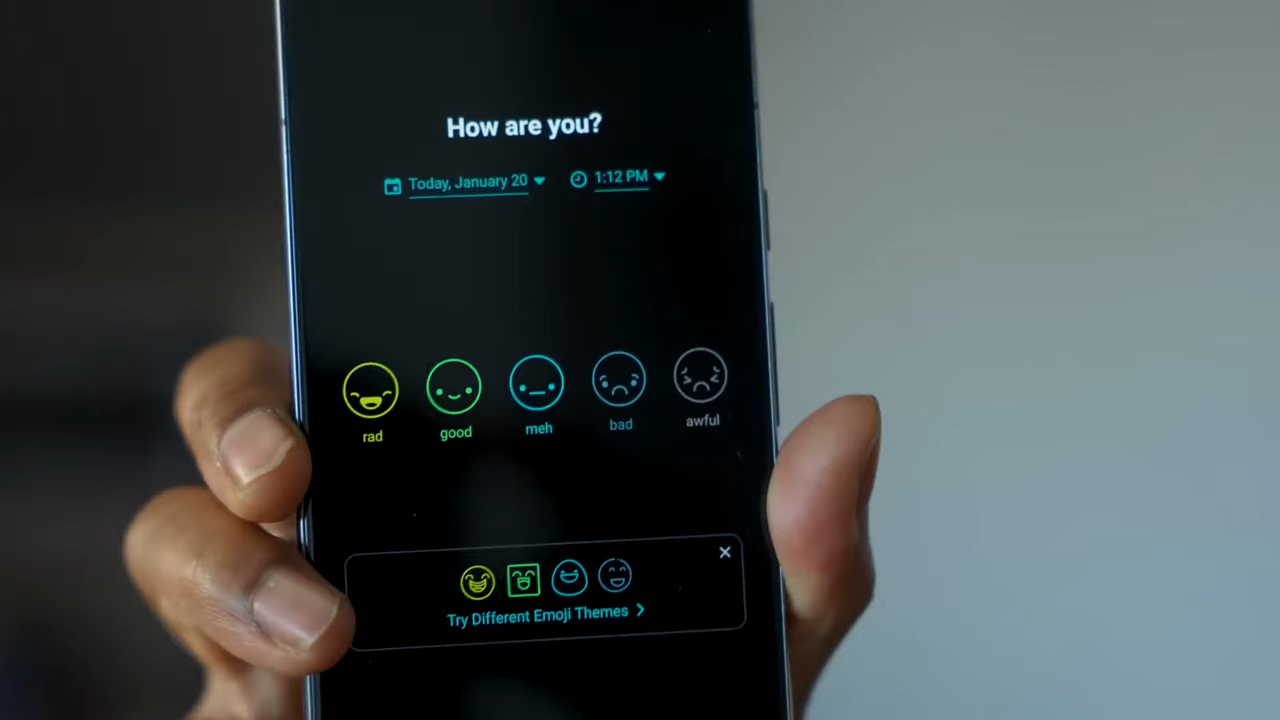 How are you?
Today, January 20 1:12 PM
rad good meh bad awful
Try Different Emoji Themes